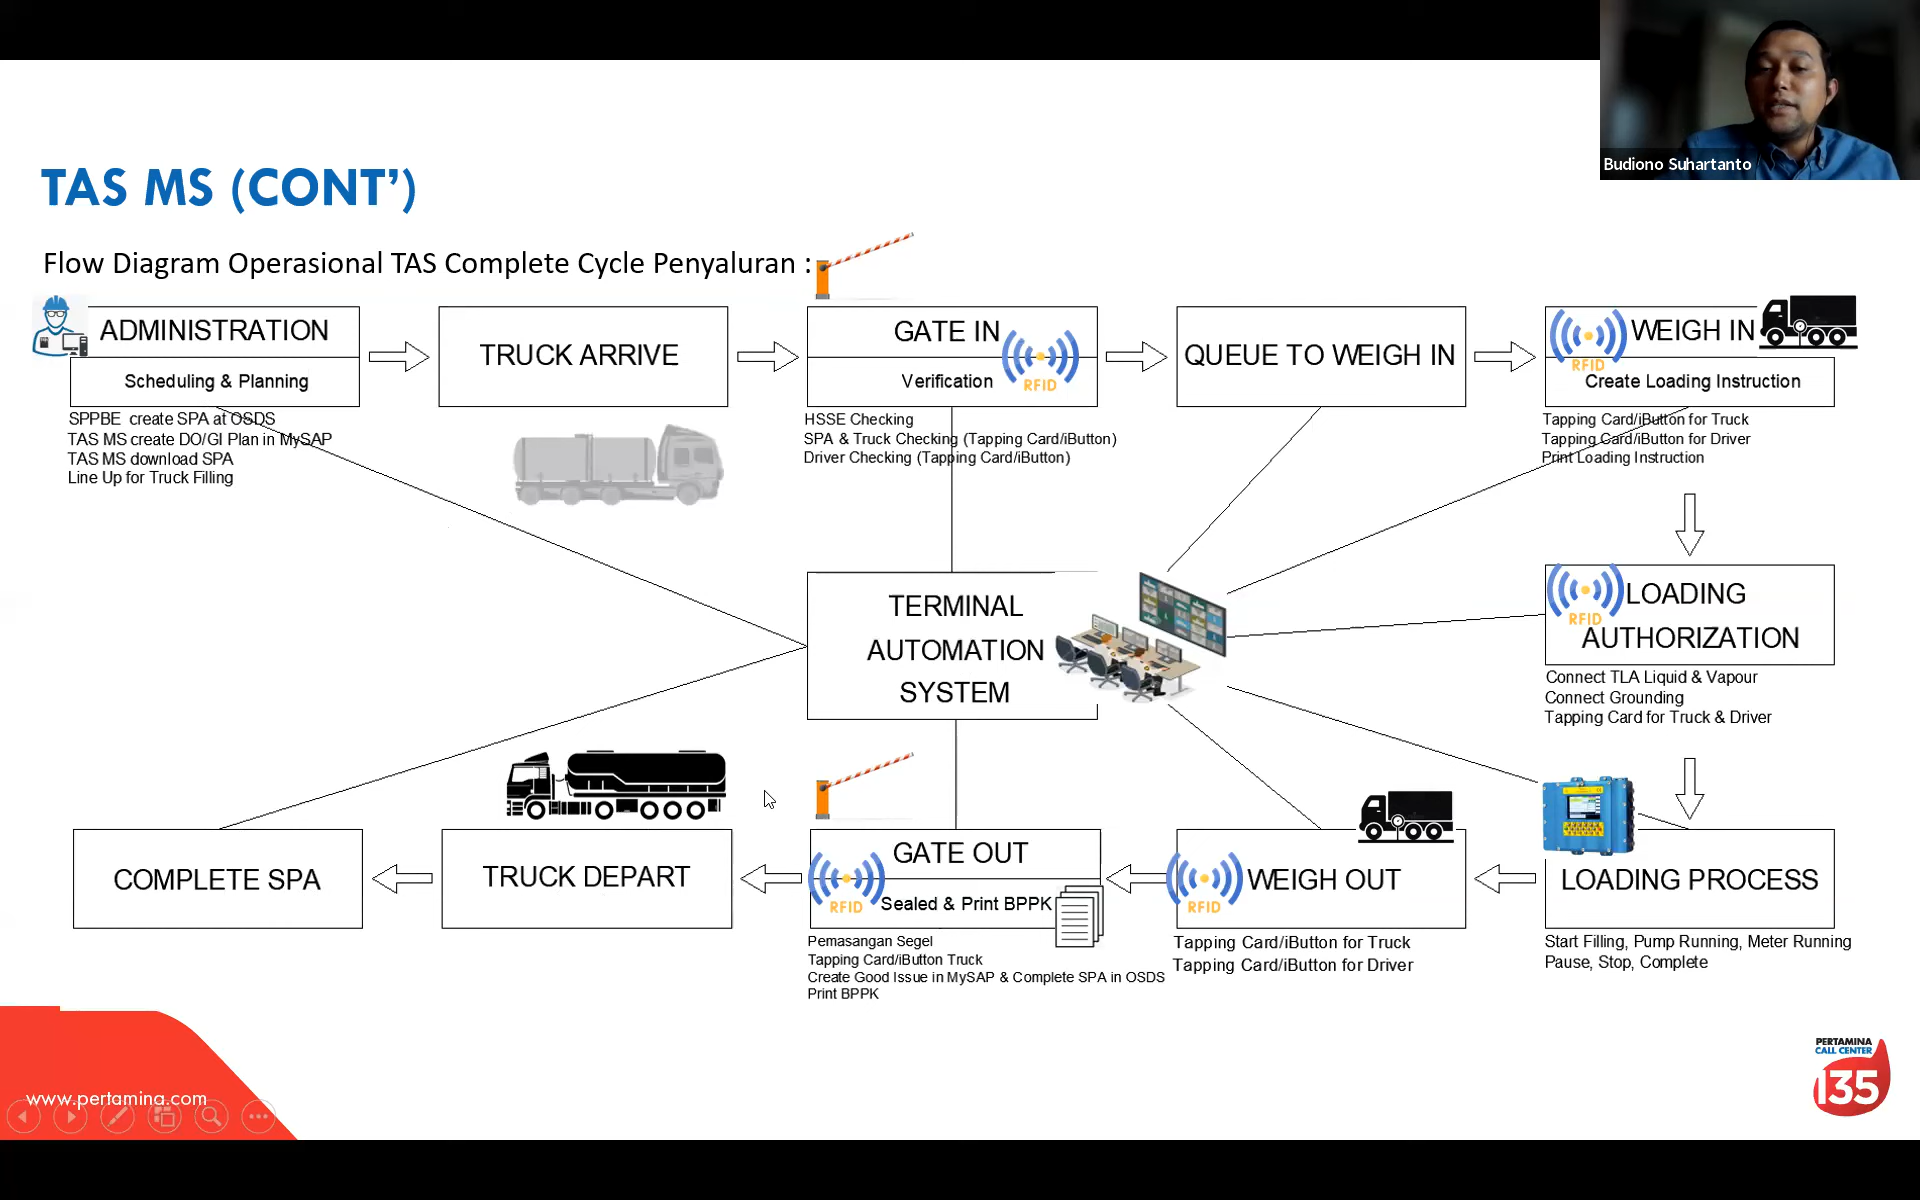 Budiono Suhartanto
TAS MS (CONT’)
Flow Diagram Operasional TAS Complete Cycle Penyaluran :
ADMINISTRATION
Scheduling & Planning
SPPBE create SPA at OSDS
TAS MS create DO/GI Plan in MySAP
TAS MS download SPA
Line Up for Truck Filling
TRUCK ARRIVE
GATE IN
Verification
RFID
HSSE Checking
SPA & Truck Checking (Tapping Card/iButton)
Driver Checking (Tapping Card/iButton)
QUEUE TO WEIGH IN
WEIGH IN
RFID
Create Loading Instruction
Tapping Card/iButton for Truck
Tapping Card/iButton for Driver
Print Loading Instruction
TERMINAL
AUTOMATION
SYSTEM
LOADING
RFID
AUTHORIZATION
Connect TLA Liquid & Vapour
Connect Grounding
Tapping Card for Truck & Driver
LOADING PROCESS
Start Filling, Pump Running, Meter Running
Pause, Stop, Complete
WEIGH OUT
RFID
Tapping Card/iButton for Truck
Tapping Card/iButton for Driver
GATE OUT
RFID
Sealed & Print BPPK
Pemasangan Segel
Tapping Card/iButton Truck
Create Good Issue in MySAP & Complete SPA in OSDS
Print BPPK
TRUCK DEPART
COMPLETE SPA
www.pertamina.com
PERTAMINA
CALL CENTER
135